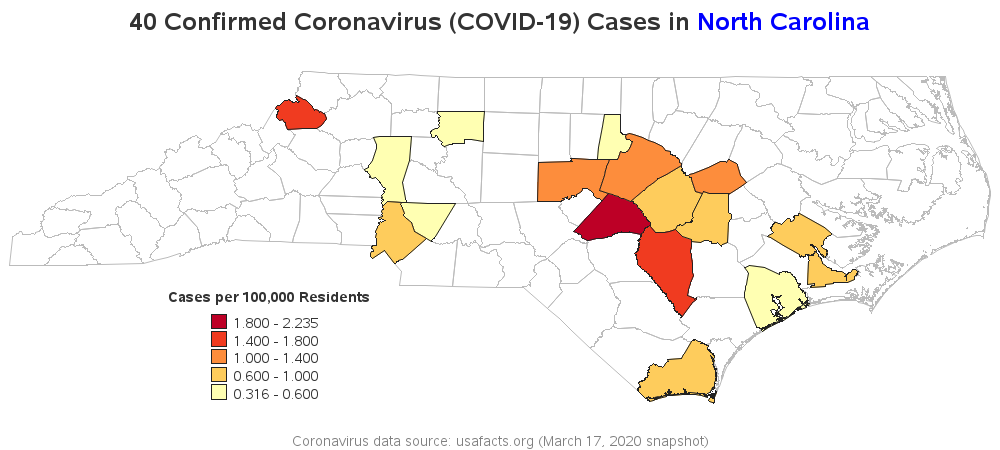 40 Confirmed Coronavirus (COVID-19) Cases in North Carolina
Cases per 100,000 Residents
1.800 - 2.235
1.400 - 1.800
1.000 - 1.400
0.600 - 1.000
0.316 - 0.600
Coronavirus data source: usafacts.org (March 17, 2020 snapshot)